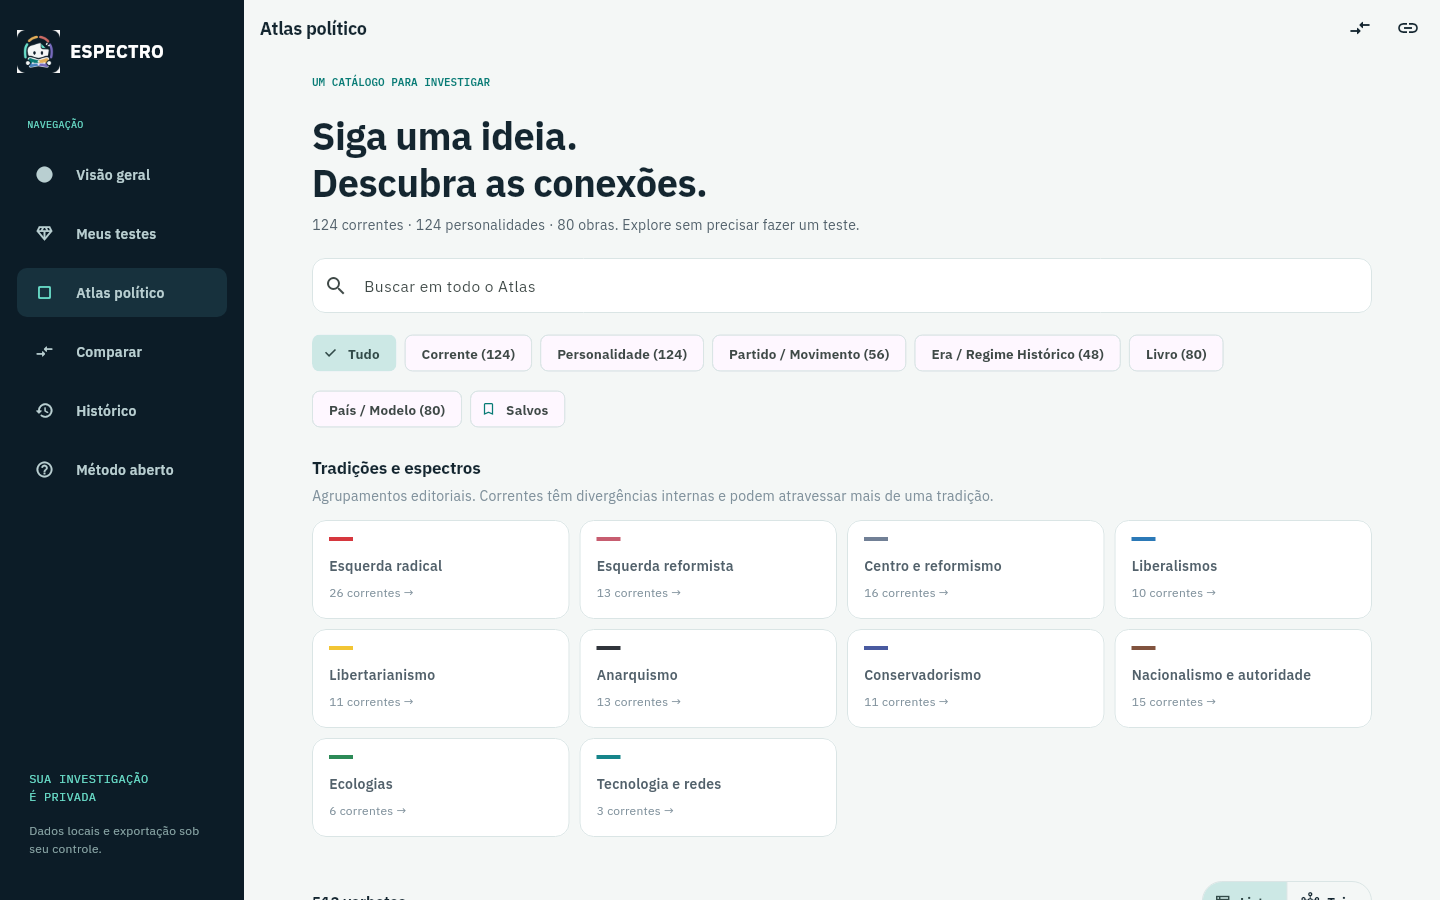 ESPECTRO
NAVEGAÇÃO
Visão geral
Meus testes
Atlas político
Comparar
Histórico
Método aberto
SUA INVESTIGAÇÃO
É PRIVADA
Dados locais e exportação sob
seu controle.
Atlas político
UM CATÁLOGO PARA INVESTIGAR
Siga uma ideia.
Descubra as conexões.
124 correntes · 124 personalidades · 80 obras. Explore sem precisar fazer um teste.
Buscar em todo o Atlas
Tudo
Corrente (124)
Personalidade (124)
Partido / Movimento (56)
Era / Regime Histórico (48)
Livro (80)
País / Modelo (80)
Salvos
Tradições e espectros
Agrupamentos editoriais. Correntes têm divergências internas e podem atravessar mais de uma tradição.
Esquerda radical
26 correntes →
Esquerda reformista
13 correntes →
Centro e reformismo
16 correntes →
Liberalismos
10 correntes →
Libertarianismo
11 correntes →
Anarquismo
13 correntes →
Conservadorismo
11 correntes →
Nacionalismo e autoridade
15 correntes →
Ecologias
6 correntes →
Tecnologia e redes
3 correntes →